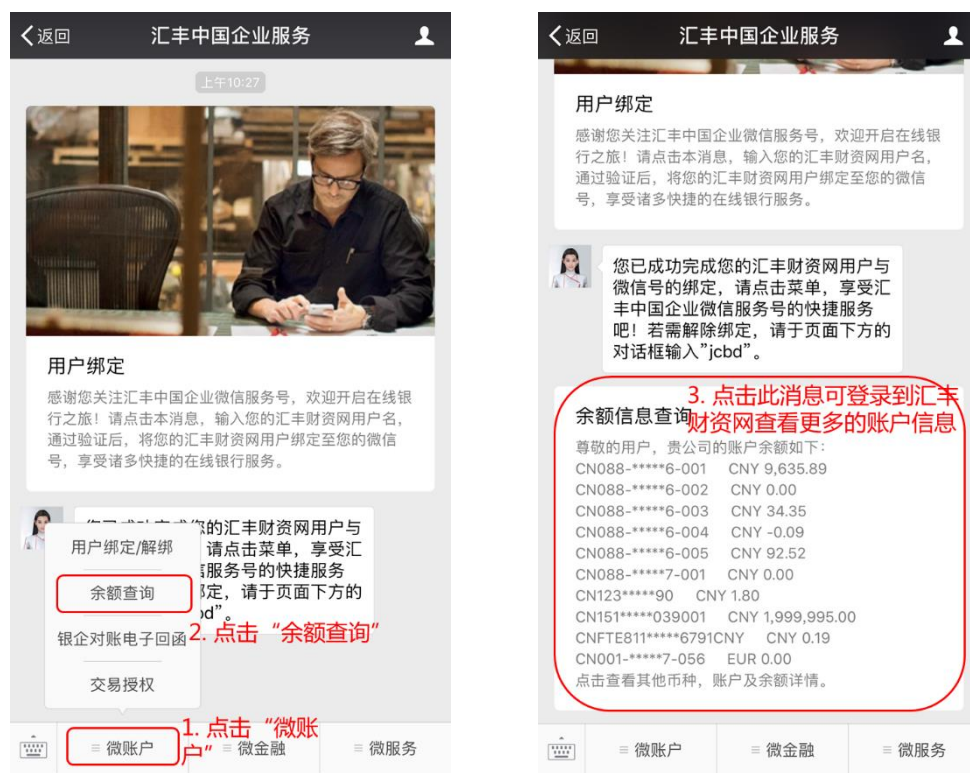 返回
汇丰中国企业服务
上午10:27
用户绑定
感谢您关注汇丰中国企业微信服务号，欢迎开启在线银
行之旅！请点击本消息，输入您的汇丰财资网用户名，
通过验证后，将您的汇丰财资网用户绑定至您的微信
号，享受诸多快捷的在线银行服务。
您的汇丰财资网用户与
请点击菜单，享受汇
服务号的快捷服务
绑定，请于页面下方的
用户绑定/解绑
余额查询
银企对账电子回函
交易授权
2. 点击“余额查询”
1. 点击“微账
户”
微账户
微金融
微服务
返回
汇丰中国企业服务
用户绑定
感谢您关注汇丰中国企业微信服务号，欢迎开启在线银
行之旅！请点击本消息，输入您的汇丰财资网用户名，
通过验证后，将您的汇丰财资网用户绑定至您的微信
号，享受诸多快捷的在线银行服务。
您已成功完成您的汇丰财资网用户与
微信号的绑定，请点击菜单，享受汇
丰中国企业微信服务号的快捷服务
吧！若需解除绑定，请于页面下方的
对话框输入”jcbd”。
3. 点击此消息可登录到汇丰
财资网查看更多的账户信息
余额信息查询
尊敬的用户，贵公司的账户余额如下：
CN088-*****6-001 CNY 9,635.89
CN088-*****6-002 CNY 0.00
CN088-*****6-003 CNY 34.35
CN088-*****6-004 CNY -0.09
CN088-*****6-005 CNY 92.52
CN088-*****7-001 CNY 0.00
CN123*****90 CNY 1.80
CN151*****039001 CNY 1,999,995.00
CNFTE811*****6791CNY CNY 0.19
CN001-*****7-056 EUR 0.00
点击查看其他币种，账户及余额详情。
微账户
微金融
微服务